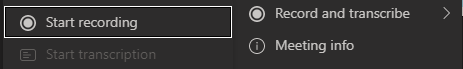 Start recording
Start transcription
Record and transcribe
Meeting info